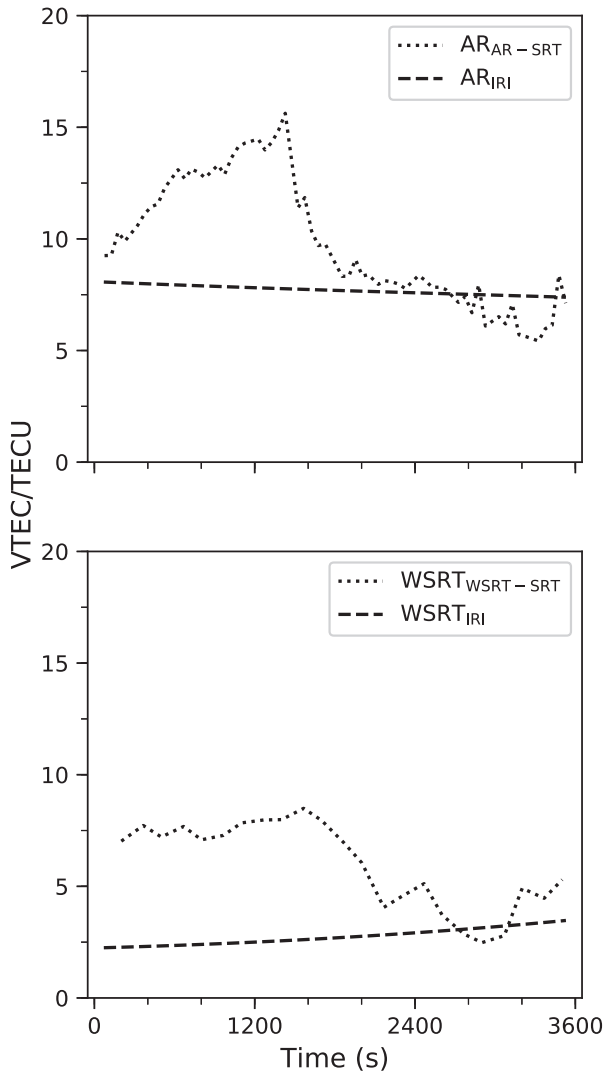 20
15
10
5
0
AR_AR−SRT
AR_IRI
VTEC/TECU
20
15
10
5
0
WSRT_WSRT−SRT
WSRT_IRI
0 1200 2400 3600
Time (s)